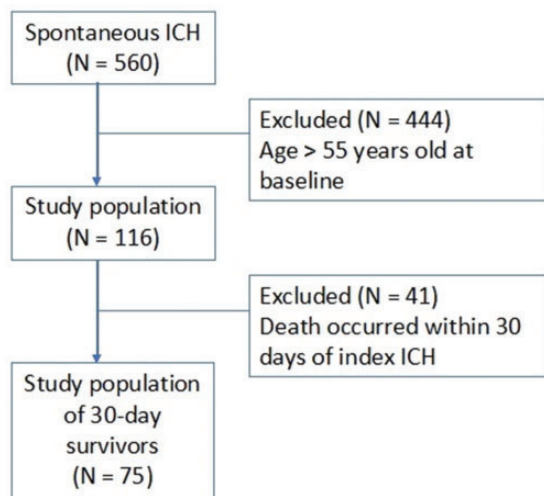 Spontaneous ICH
(N = 560)
Excluded (N = 444)
Age > 55 years old at
baseline
Study population
(N = 116)
Excluded (N = 41)
Death occurred within 30
days of index ICH
Study population
of 30-day
survivors
(N = 75)